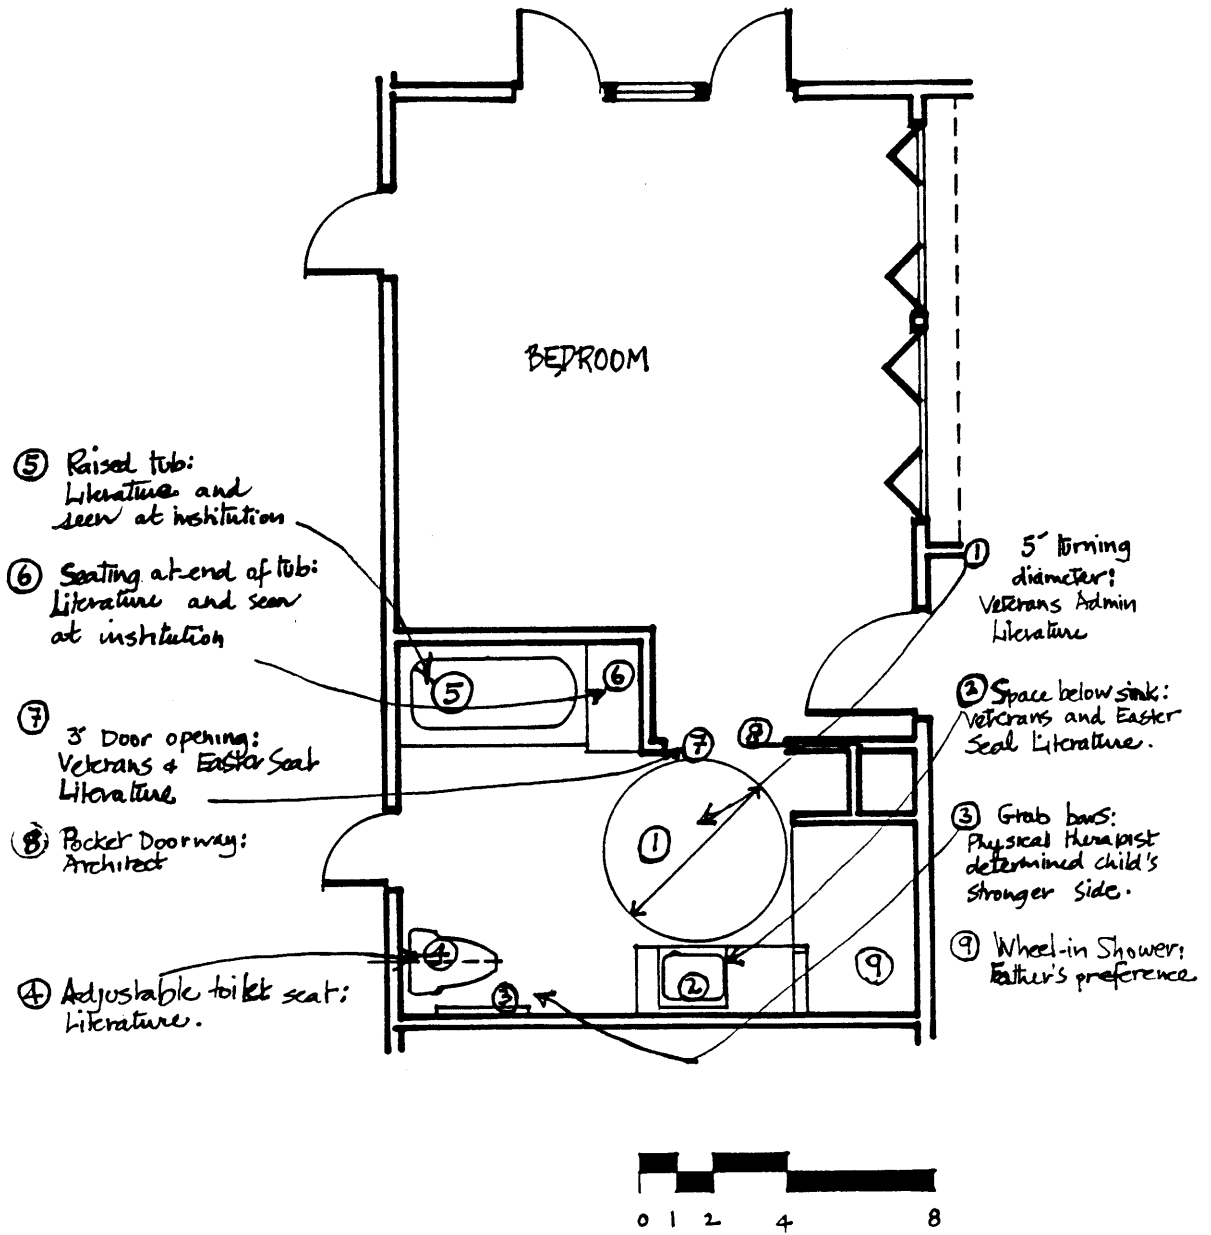 BEDROOM
5 Raised tub:
Literature and
seen at institution
6 Seating at end of tub:
Literature and seen
at institution
7
3' Door opening:
Veterans & Easter Seal
Literature
8 Pocket Doorway:
Architect
4 Adjustable toilet seat:
Literature.
1 5' turning
diameter:
Veterans Admin
Literature
2 Space below sink:
Veterans and Easter
Seal Literature.
3 Grab bars:
Physical therapist
determined child's
stronger side.
9 Wheel-in Shower:
Father's preference
5
6
7
8
1
4
3
2
9
0 1 2 4 8